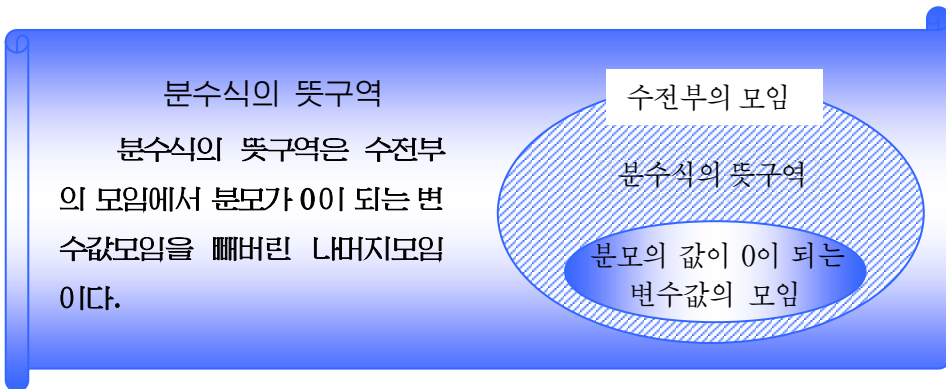 분수식의 뜻구역
분수식의 뜻구역은 수전부
의 모임에서 분모가 0이 되는 변
수값모임을 빼버린 나머지모임
이다.
수전부의 모임
분수식의 뜻구역
분모의 값이 0이 되는
변수값의 모임